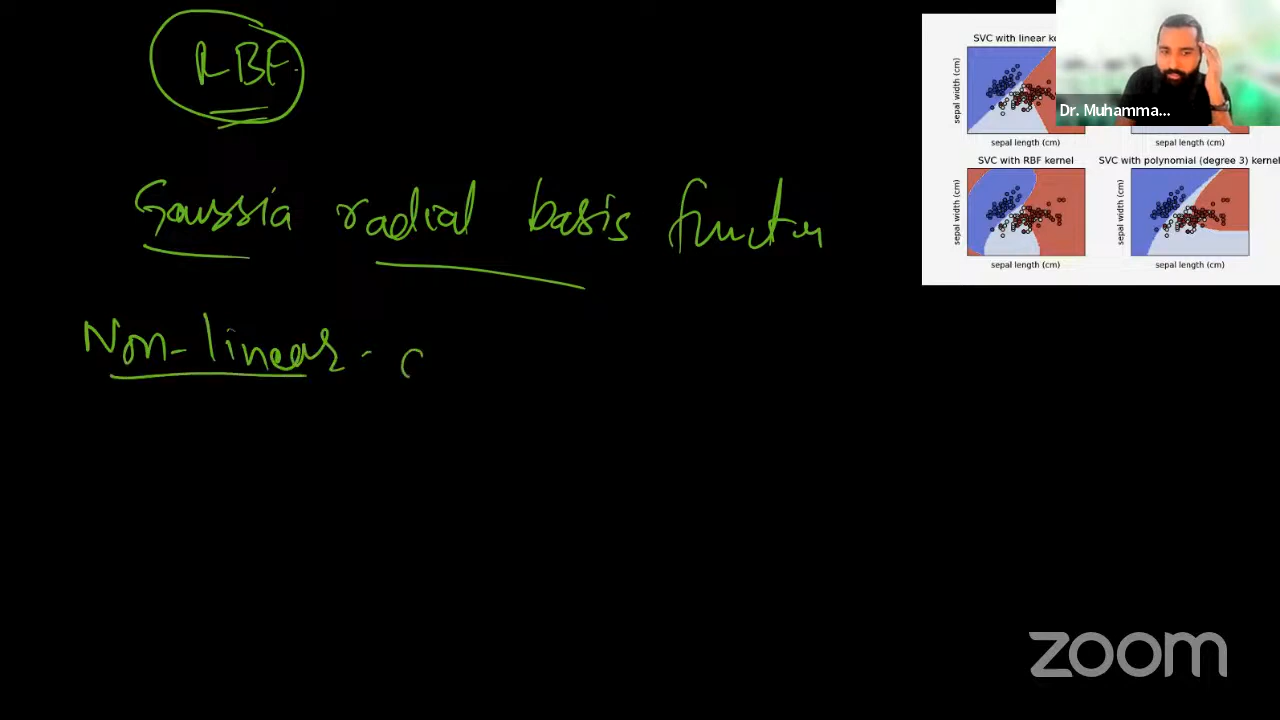 RBF
Gaussia radial basis functn
Non-linear - c
SVC with linear ke
sepal width (cm)
sepal length (cm)
Dr. Muhamma...
SVC with RBF kernel
SVC with polynomial (degree 3) kernel
sepal width (cm)
sepal width (cm)
sepal length (cm)
sepal length (cm)
zoom